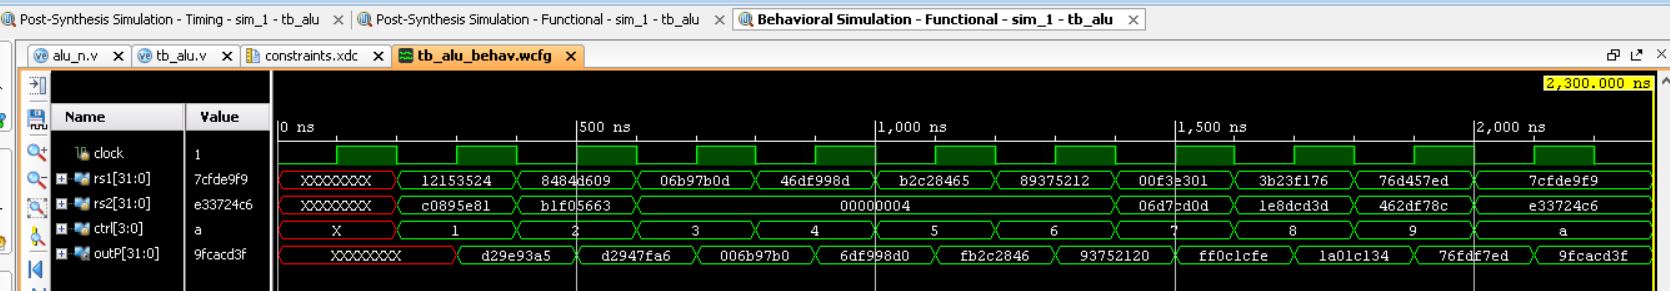 Post-Synthesis Simulation - Timing - sim_1 - tb_alu × Post-Synthesis Simulation - Functional - sim_1 - tb_alu × Behavioral Simulation - Functional - sim_1 - tb_alu ×
alu_n.v × tb_alu.v × constraints.xdc × tb_alu_behav.wcfg ×
2,300.000 ns
Name Value
0 ns 500 ns 1,000 ns 1,500 ns 2,000 ns
clock 1
rs1[31:0] 7cfde9f9 XXXXXXXX 12153524 8484d609 06b97b0d 46df998d b2c28465 89375212 00f3e301 3b23f176 76d457ed 7cfde9f9
rs2[31:0] e33724c6 XXXXXXXX c0895e81 b1f05663 00000004 06d7cd0d 1e8dcd3d 462df78c e33724c6
ctrl[3:0] a X 1 2 3 4 5 6 7 8 9 a
outP[31:0] 9fcacd3f XXXXXXXX d29e93a5 d2947fa6 006b97b0 6df998d0 fb2c2846 93752120 ff0c1cfe 1a01c134 76fdf7ed 9fcacd3f